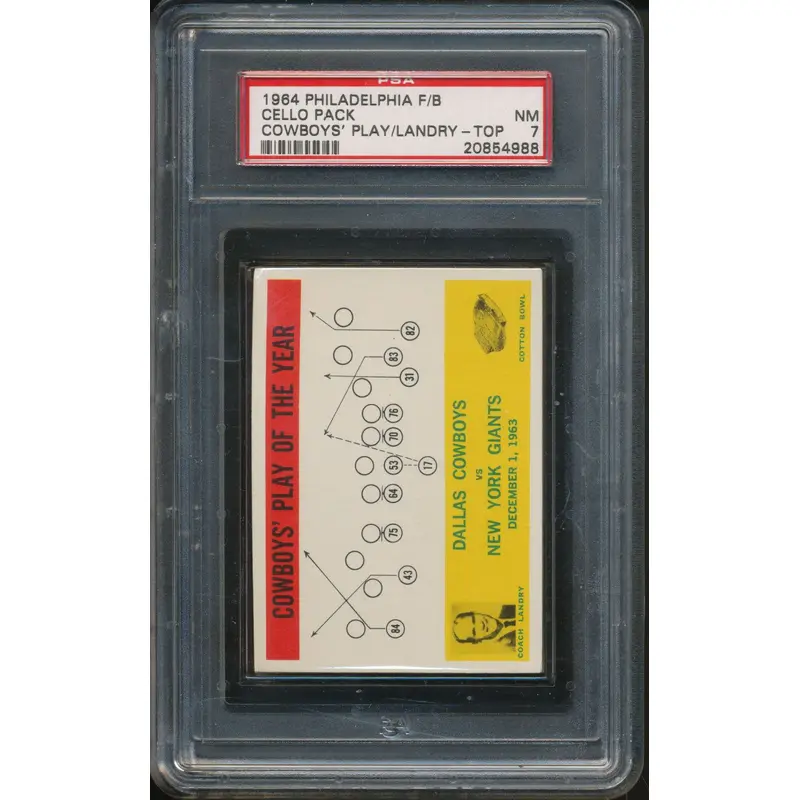 PSA
1964 PHILADELPHIA F/B
CELLO PACK NM
COWBOYS' PLAY/LANDRY-TOP 7
20854988
COWBOYS' PLAY OF THE YEAR
82
83
31
76
70
53
17
64
75
43
84
DALLAS COWBOYS
VS
NEW YORK GIANTS
DECEMBER 1, 1963
COTTON BOWL
COACH LANDRY